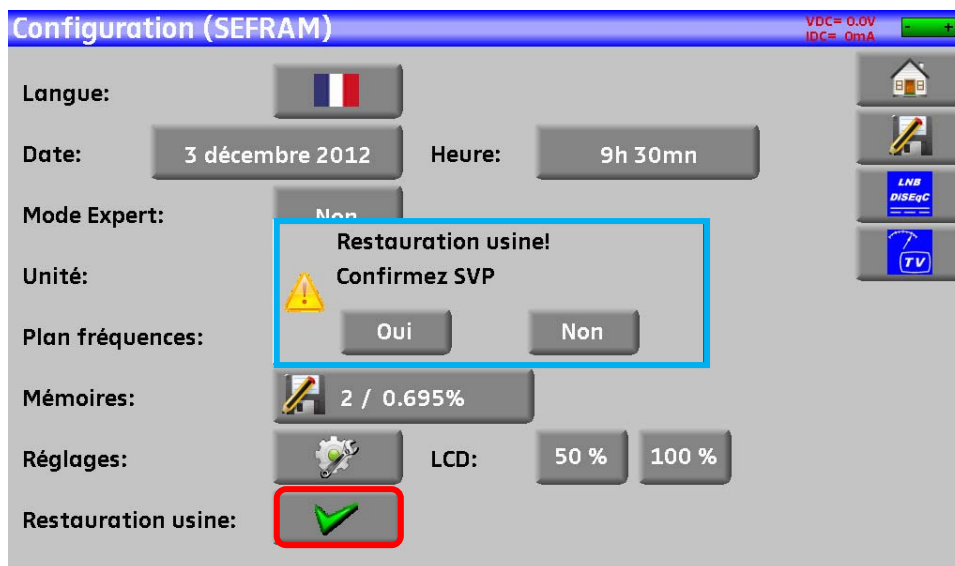 Configuration (SEFRAM)
VDC= 0.0V
IDC= 0mA
- +
Langue:
Date: 3 décembre 2012 Heure: 9h 30mn
LNB
DiSEqC
Mode Expert: Non
Restauration usine!
TV
Unité: Confirmez SVP
Plan fréquences: Oui Non
Mémoires: 2 / 0.695%
Réglages: LCD: 50 % 100 %
Restauration usine: